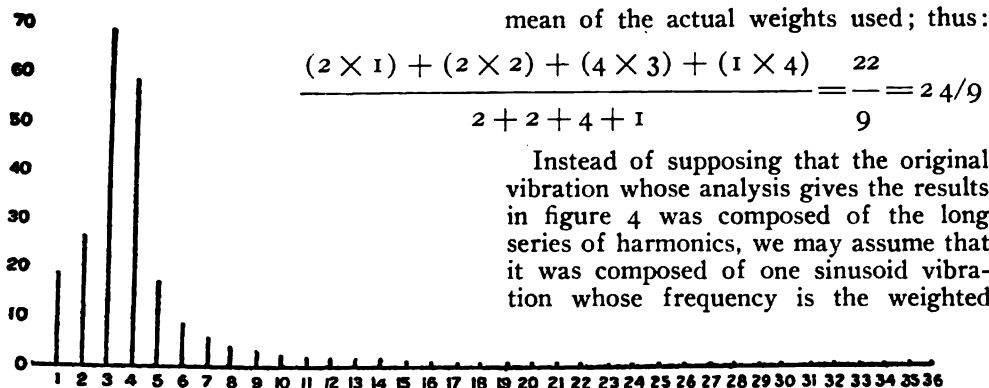 mean of the actual weights used; thus:
(2 × 1) + (2 × 2) + (4 × 3) + (1 × 4)
2 + 2 + 4 + 1
=
22
9
= 2 4/9
Instead of supposing that the original
vibration whose analysis gives the results
in figure 4 was composed of the long
series of harmonics, we may assume that
it was composed of one sinusoid vibra-
tion whose frequency is the weighted
70
60
50
40
30
20
10
0
1 2 3 4 5 6 7 8 9 10 11 12 13 14 15 16 17 18 19 20 21 22 23 24 25 26 27 28 29 30 31 32 33 34 35 36